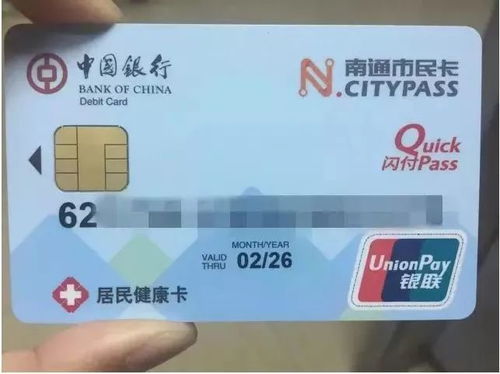 中国银行
BANK OF CHINA
Debit Card
南通市民卡
N.CITYPASS
Quick
闪付Pass
62
MONTH/YEAR
VALID
THRU
02/26
居民健康卡
UnionPay
银联